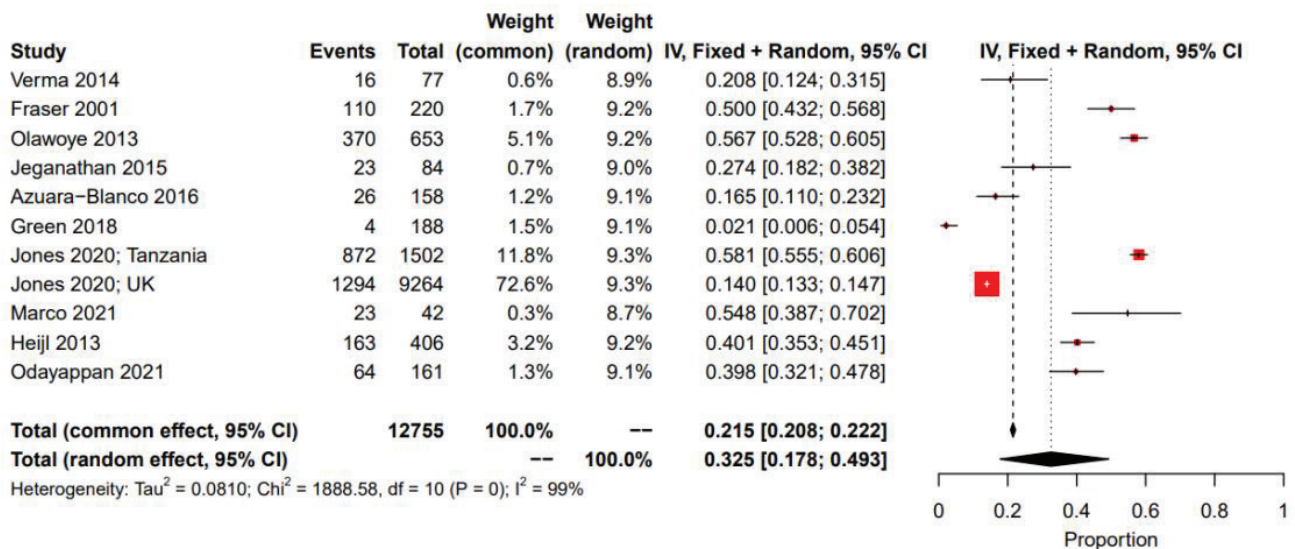 Weight Weight
Study Events Total (common) (random) IV, Fixed + Random, 95% CI IV, Fixed + Random, 95% CI
Verma 2014 16 77 0.6% 8.9% 0.208 [0.124; 0.315]
Fraser 2001 110 220 1.7% 9.2% 0.500 [0.432; 0.568]
Olawoye 2013 370 653 5.1% 9.2% 0.567 [0.528; 0.605]
Jeganathan 2015 23 84 0.7% 9.0% 0.274 [0.182; 0.382]
Azuara−Blanco 2016 26 158 1.2% 9.1% 0.165 [0.110; 0.232]
Green 2018 4 188 1.5% 9.1% 0.021 [0.006; 0.054]
Jones 2020; Tanzania 872 1502 11.8% 9.3% 0.581 [0.555; 0.606]
Jones 2020; UK 1294 9264 72.6% 9.3% 0.140 [0.133; 0.147]
Marco 2021 23 42 0.3% 8.7% 0.548 [0.387; 0.702]
Heijl 2013 163 406 3.2% 9.2% 0.401 [0.353; 0.451]
Odayappan 2021 64 161 1.3% 9.1% 0.398 [0.321; 0.478]
Total (common effect, 95% CI) 12755 100.0% −− 0.215 [0.208; 0.222]
Total (random effect, 95% CI) −− 100.0% 0.325 [0.178; 0.493]
Heterogeneity: Tau² = 0.0810; Chi² = 1888.58, df = 10 (P = 0); I² = 99%
0 0.2 0.4 0.6 0.8 1
Proportion